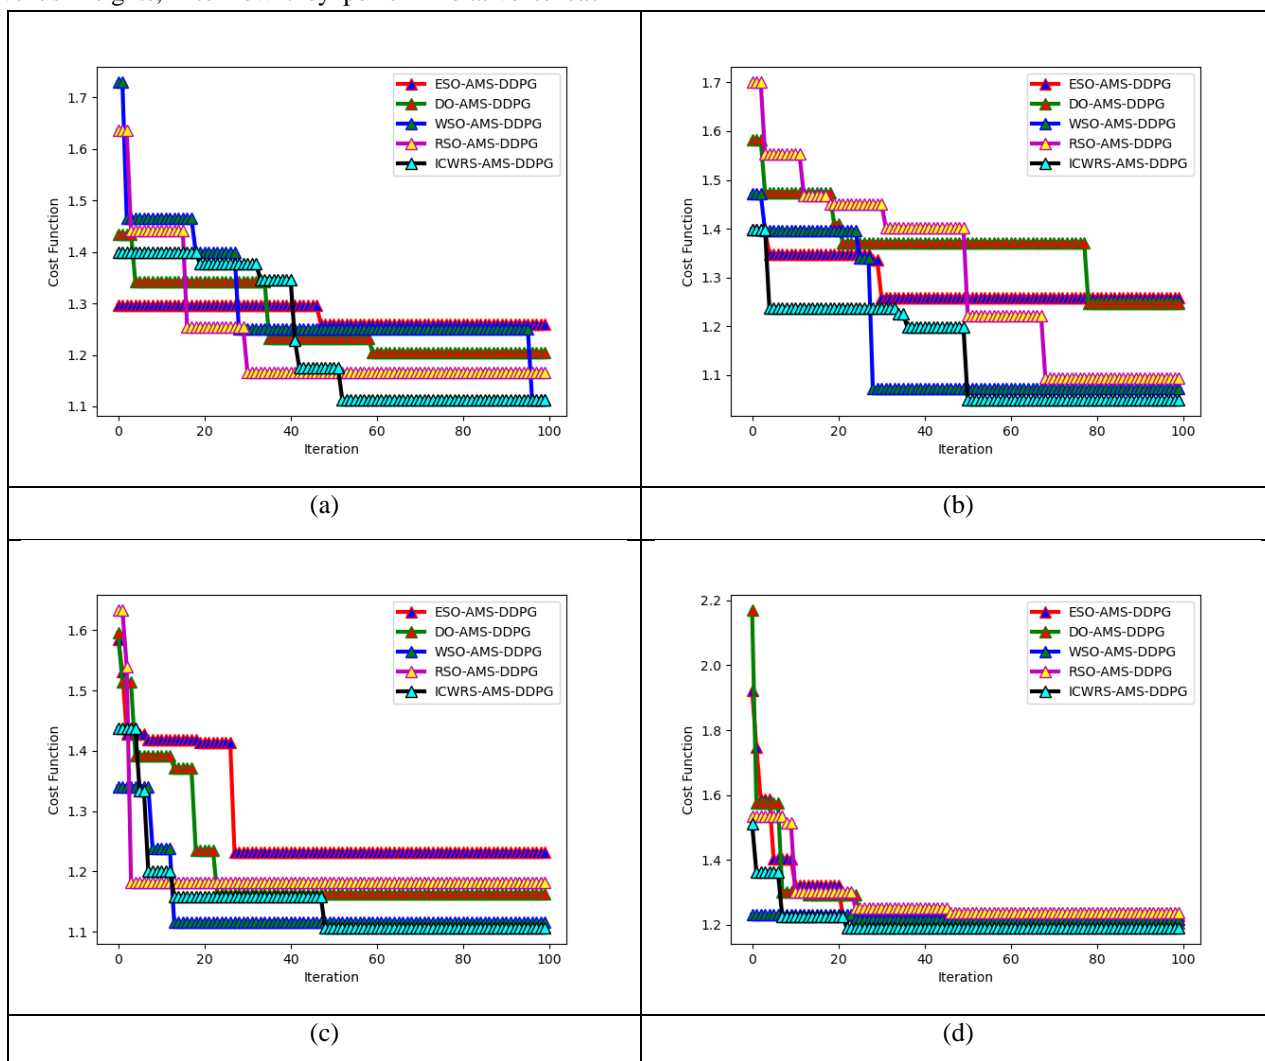 1.7
1.6
1.5
1.4
1.3
1.2
1.1
Cost Function
0 20 40 60 80 100
Iteration
ESO-AMS-DDPG
DO-AMS-DDPG
WSO-AMS-DDPG
RSO-AMS-DDPG
ICWRS-AMS-DDPG
(a)
1.7
1.6
1.5
1.4
1.3
1.2
1.1
Cost Function
0 20 40 60 80 100
Iteration
ESO-AMS-DDPG
DO-AMS-DDPG
WSO-AMS-DDPG
RSO-AMS-DDPG
ICWRS-AMS-DDPG
(b)
1.6
1.5
1.4
1.3
1.2
1.1
Cost Function
0 20 40 60 80 100
Iteration
ESO-AMS-DDPG
DO-AMS-DDPG
WSO-AMS-DDPG
RSO-AMS-DDPG
ICWRS-AMS-DDPG
(c)
2.2
2.0
1.8
1.6
1.4
1.2
Cost Function
0 20 40 60 80 100
Iteration
ESO-AMS-DDPG
DO-AMS-DDPG
WSO-AMS-DDPG
RSO-AMS-DDPG
ICWRS-AMS-DDPG
(d)